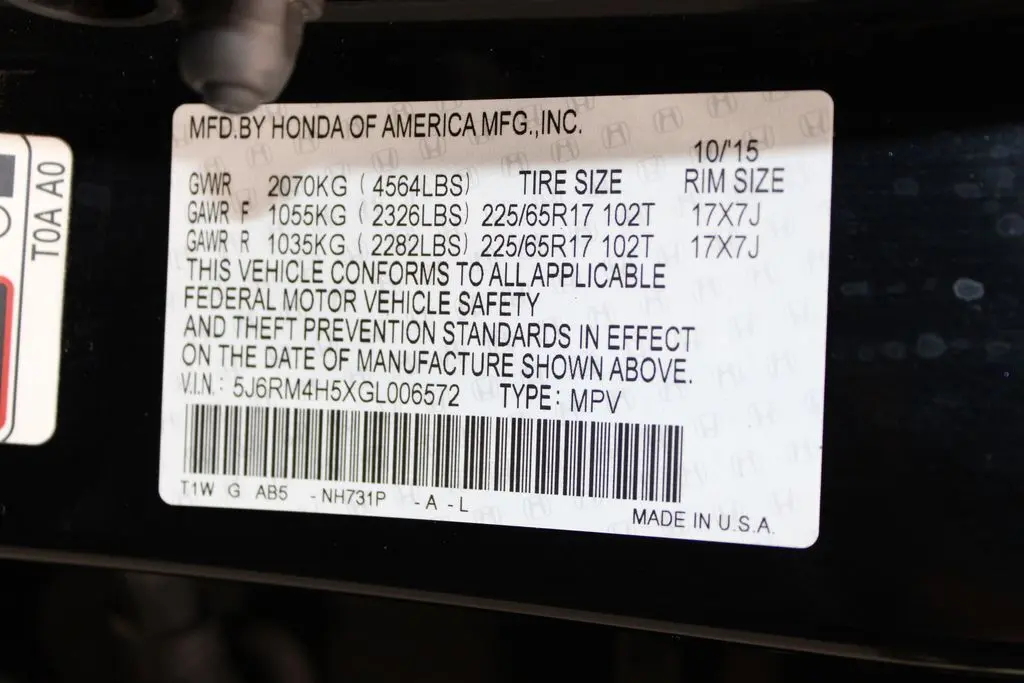 MFD.BY HONDA OF AMERICA MFG.,INC.
10/'15
GVWR 2070KG (4564LBS) TIRE SIZE RIM SIZE
GAWR F 1055KG (2326LBS) 225/65R17 102T 17X7J
GAWR R 1035KG (2282LBS) 225/65R17 102T 17X7J
THIS VEHICLE CONFORMS TO ALL APPLICABLE
FEDERAL MOTOR VEHICLE SAFETY
AND THEFT PREVENTION STANDARDS IN EFFECT
ON THE DATE OF MANUFACTURE SHOWN ABOVE.
V.I.N.: 5J6RM4H5XGL006572 TYPE: MPV
T1W G AB5 -NH731P -A -L
MADE IN U.S.A.
T0A A0